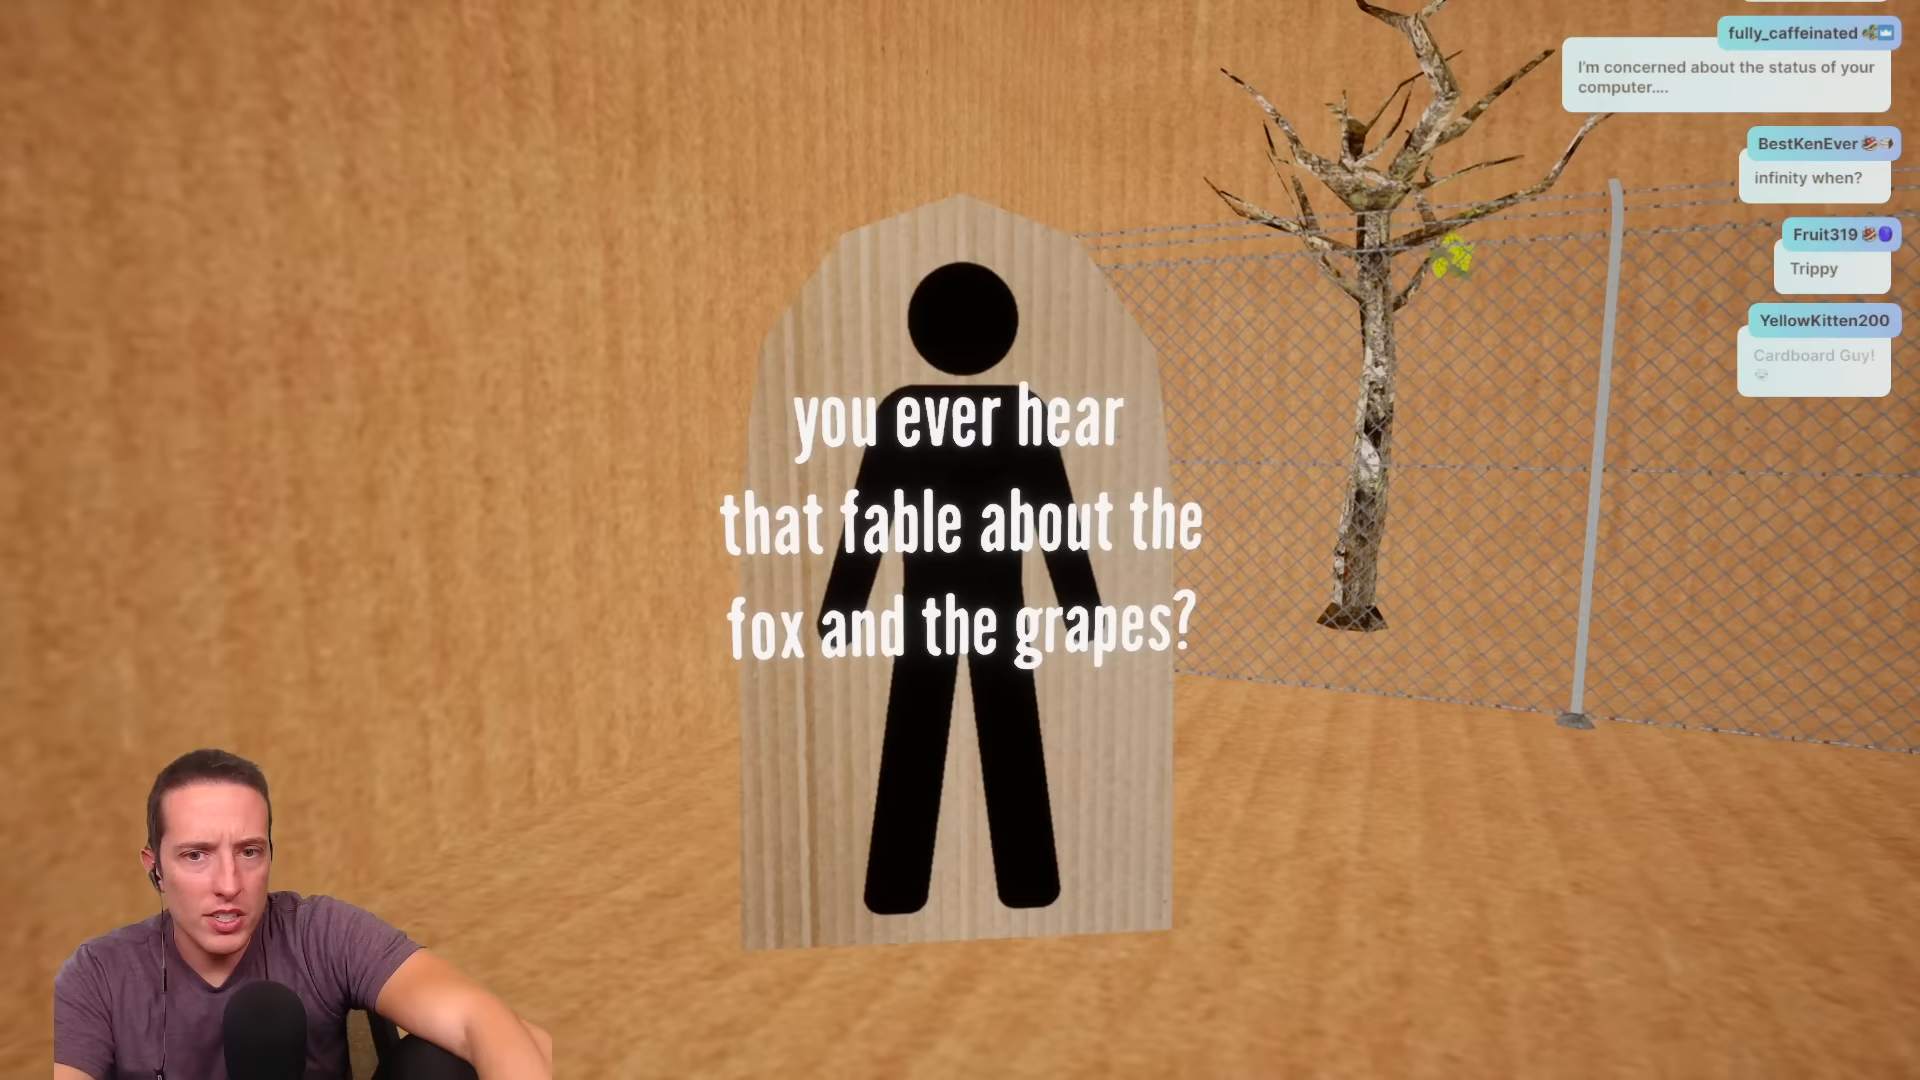 you ever hear
that fable about the
fox and the grapes?
fully_caffeinated
I'm concerned about the status of your
computer....
BestKenEver
infinity when?
Fruit319
Trippy
YellowKitten200
Cardboard Guy!